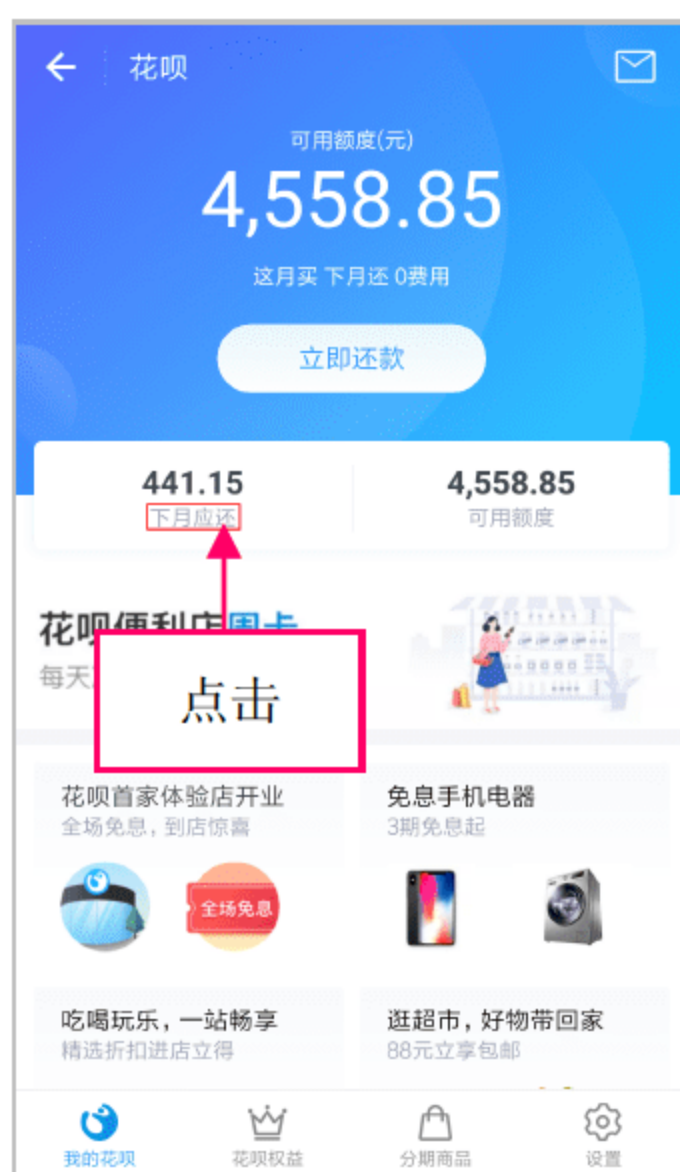 花呗
可用额度(元)
4,558.85
这月买 下月还 0费用
立即还款
441.15
下月应还
4,558.85
可用额度
花呗便利店周卡
每天
点击
花呗首家体验店开业
全场免息，到店惊喜
免息手机电器
3期免息起
全场免息
吃喝玩乐，一站畅享
精选折扣进店立得
逛超市，好物带回家
88元立享包邮
我的花呗
花呗权益
分期商品
设置